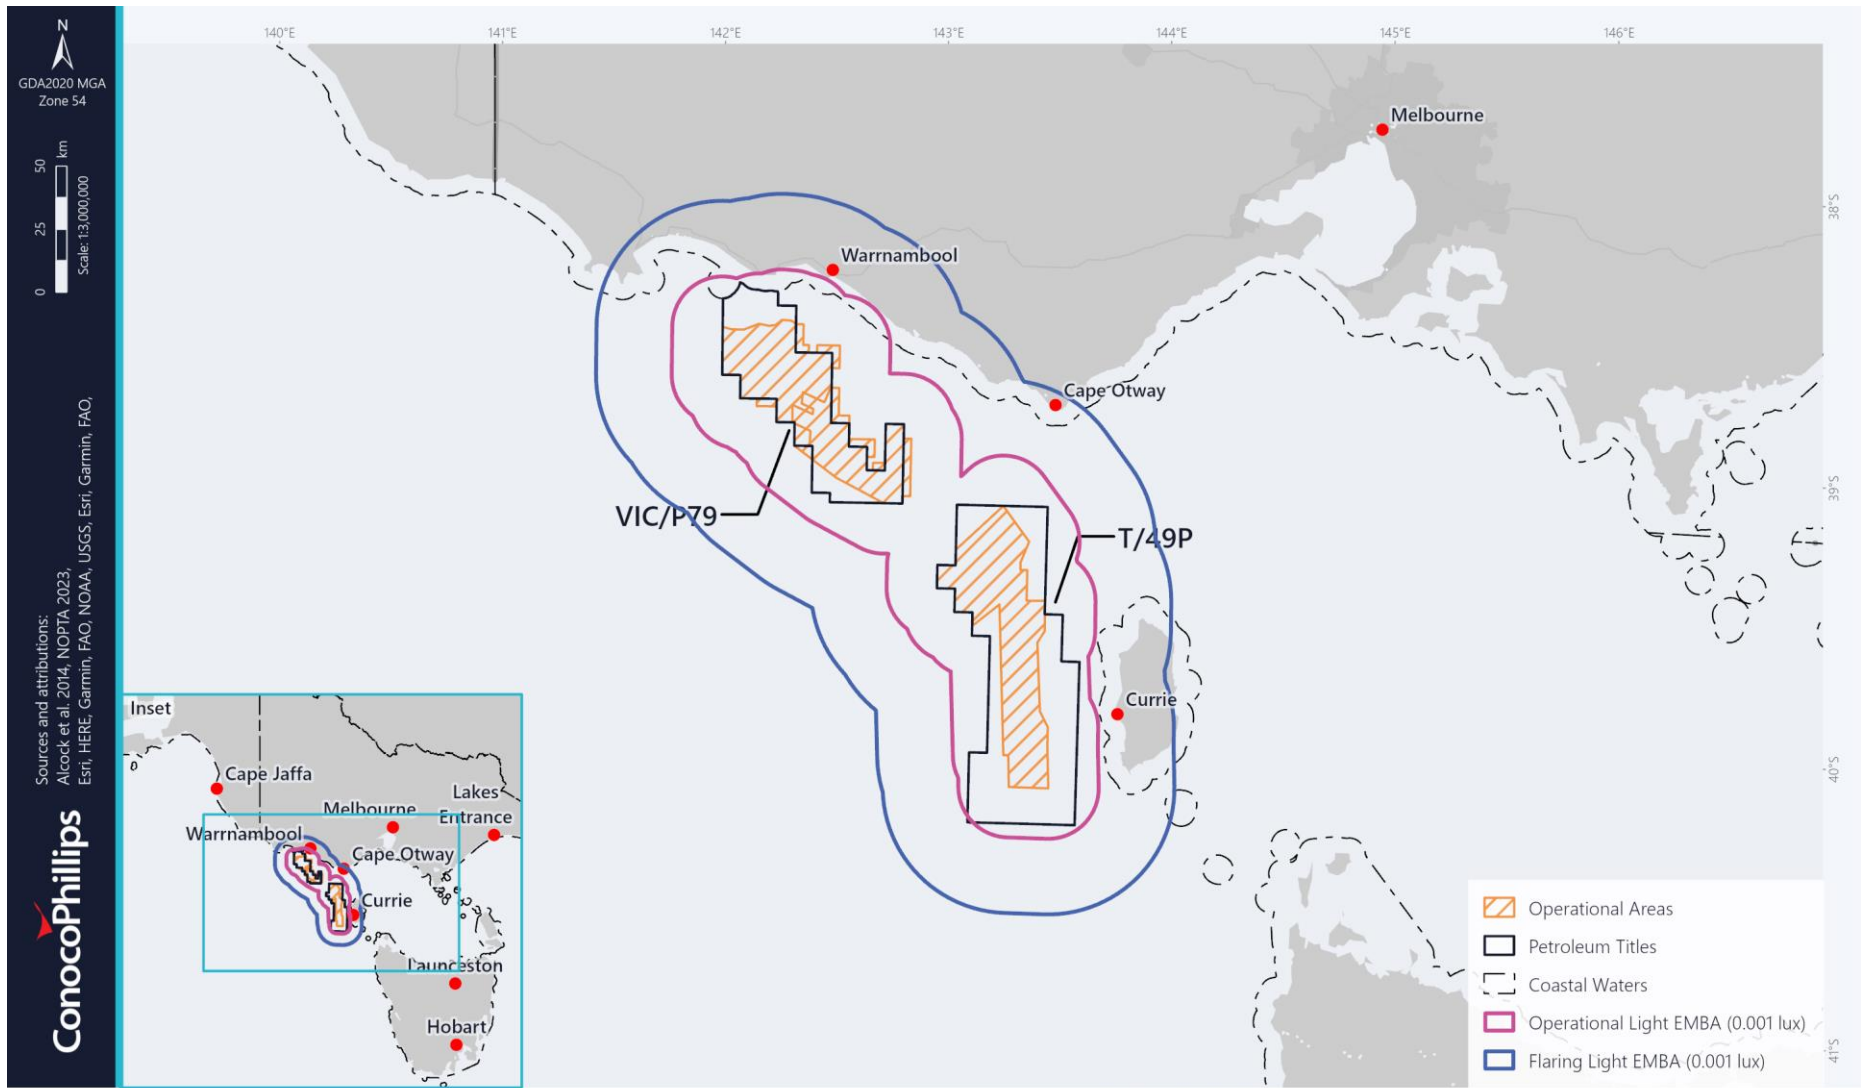 N
GDA2020 MGA
Zone 54
0
25
50
km
Scale: 1:3,000,000
Sources and attributions:
Alcock et al. 2014, NOPTA 2023,
Esri, HERE, Garmin, FAO, NOAA, USGS, Esri, Garmin, FAO,
ConocoPhillips
140°E
141°E
142°E
143°E
144°E
145°E
146°E
38°S
39°S
40°S
41°S
Melbourne
Warrnambool
Cape Otway
VIC/P79
T/49P
Currie
Inset
Cape Jaffa
Lakes
Entrance
Melbourne
Warrnambool
Cape Otway
Currie
Launceston
Hobart
Operational Areas
Petroleum Titles
Coastal Waters
Operational Light EMBA (0.001 lux)
Flaring Light EMBA (0.001 lux)